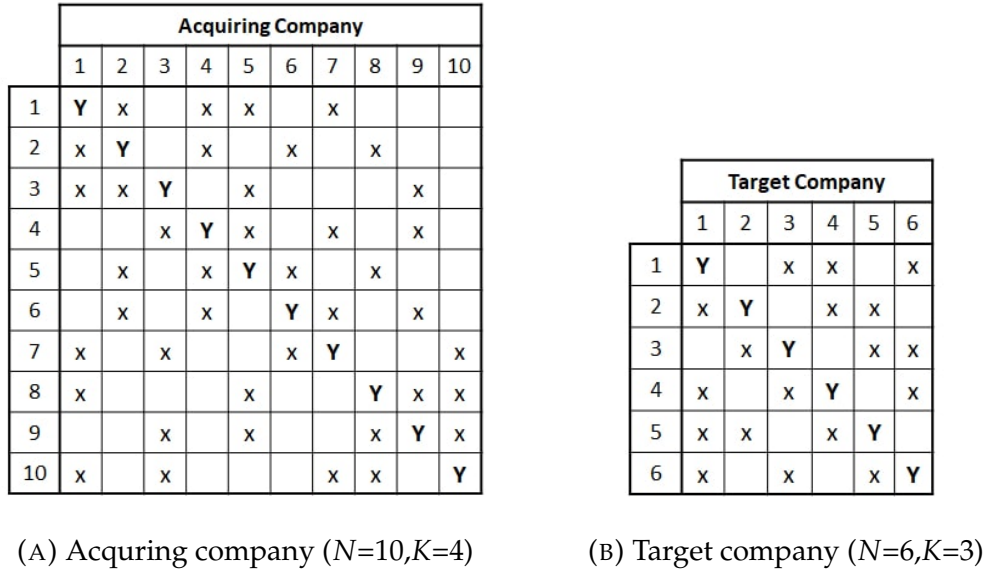 Acquiring Company
1 2 3 4 5 6 7 8 9 10
1 Y x x x x
2 x Y x x x
3 x x Y x x
4 x Y x x x
5 x x Y x x
6 x x Y x x
7 x x x Y x
8 x x Y x x
9 x x x Y x
10 x x x x Y
Target Company
1 2 3 4 5 6
1 Y x x x
2 x Y x x
3 x Y x x
4 x x Y x
5 x x x Y
6 x x x Y
(A) Acquring company (N=10,K=4)
(B) Target company (N=6,K=3)